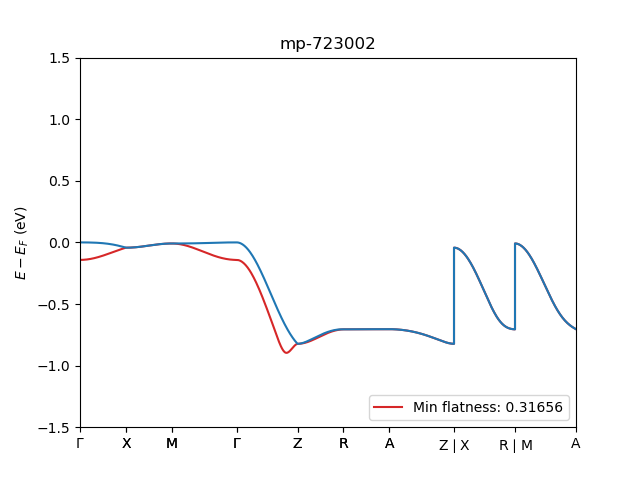 mp-723002
E − E_F (eV)
1.5
1.0
0.5
0.0
−0.5
−1.0
−1.5
Min flatness: 0.31656
Γ X M Γ Z R A Z | X R | M A